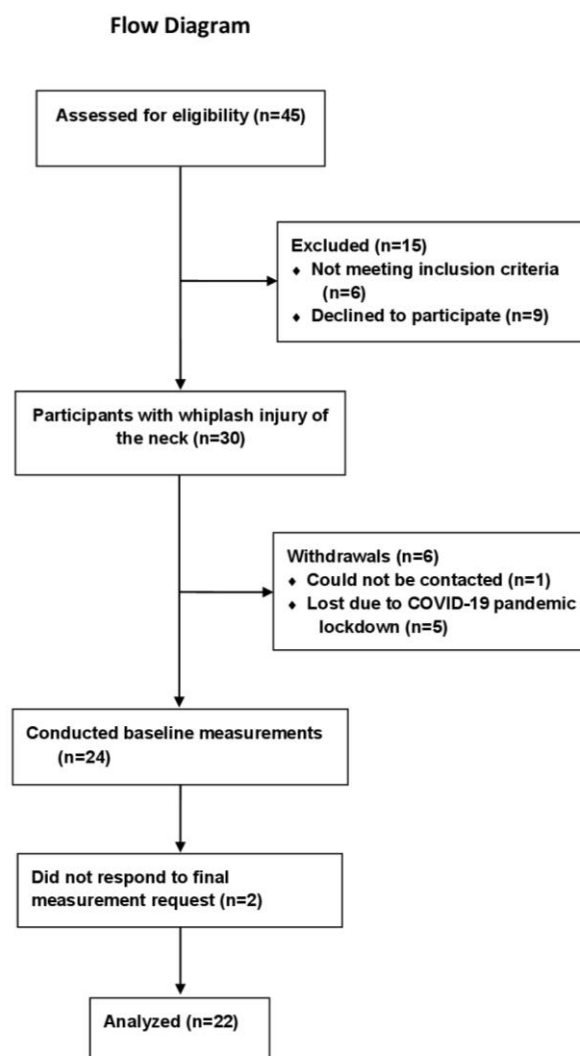 Flow Diagram
Assessed for eligibility (n=45)
Excluded (n=15)
♦ Not meeting inclusion criteria
(n=6)
♦ Declined to participate (n=9)
Participants with whiplash injury of
the neck (n=30)
Withdrawals (n=6)
♦ Could not be contacted (n=1)
♦ Lost due to COVID-19 pandemic
lockdown (n=5)
Conducted baseline measurements
(n=24)
Did not respond to final
measurement request (n=2)
Analyzed (n=22)